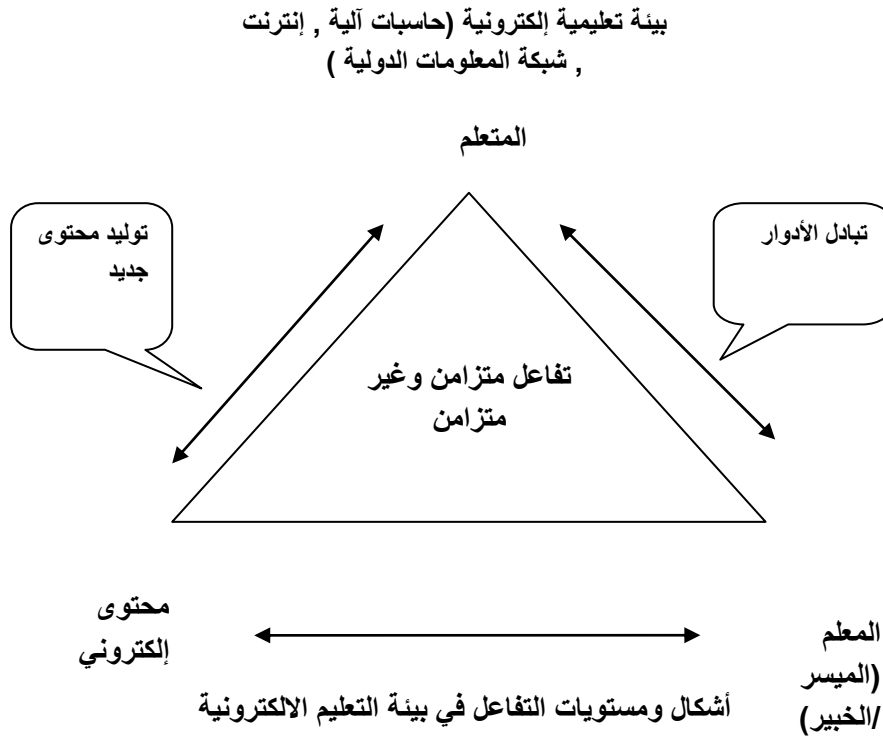 بيئة تعليمية إلكترونية (حاسبات آلية , إنترنت
, شبكة المعلومات الدولية )
المتعلم
تبادل الأدوار
توليد محتوى
جديد
تفاعل متزامن وغير
متزامن
المعلم
(الميسر
/الخبير)
محتوى
إلكتروني
أشكال ومستويات التفاعل في بيئة التعليم الالكترونية